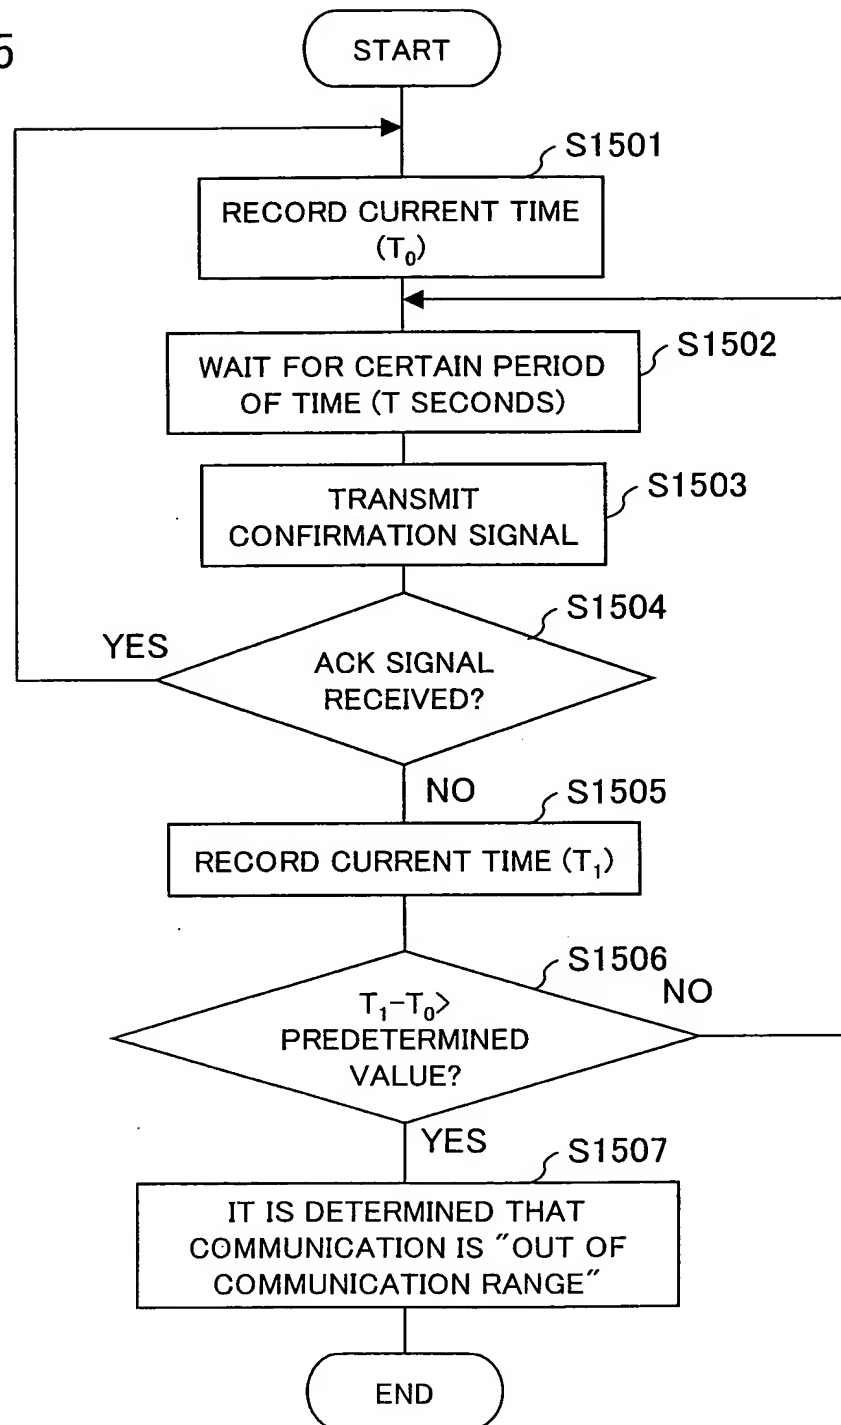 5
START
S1501
RECORD CURRENT TIME
(T₀)
S1502
WAIT FOR CERTAIN PERIOD
OF TIME (T SECONDS)
S1503
TRANSMIT
CONFIRMATION SIGNAL
S1504
YES
ACK SIGNAL
RECEIVED?
NO
S1505
RECORD CURRENT TIME (T₁)
S1506
NO
T₁-T₀>
PREDETERMINED
VALUE?
YES
S1507
IT IS DETERMINED THAT
COMMUNICATION IS "OUT OF
COMMUNICATION RANGE"
END